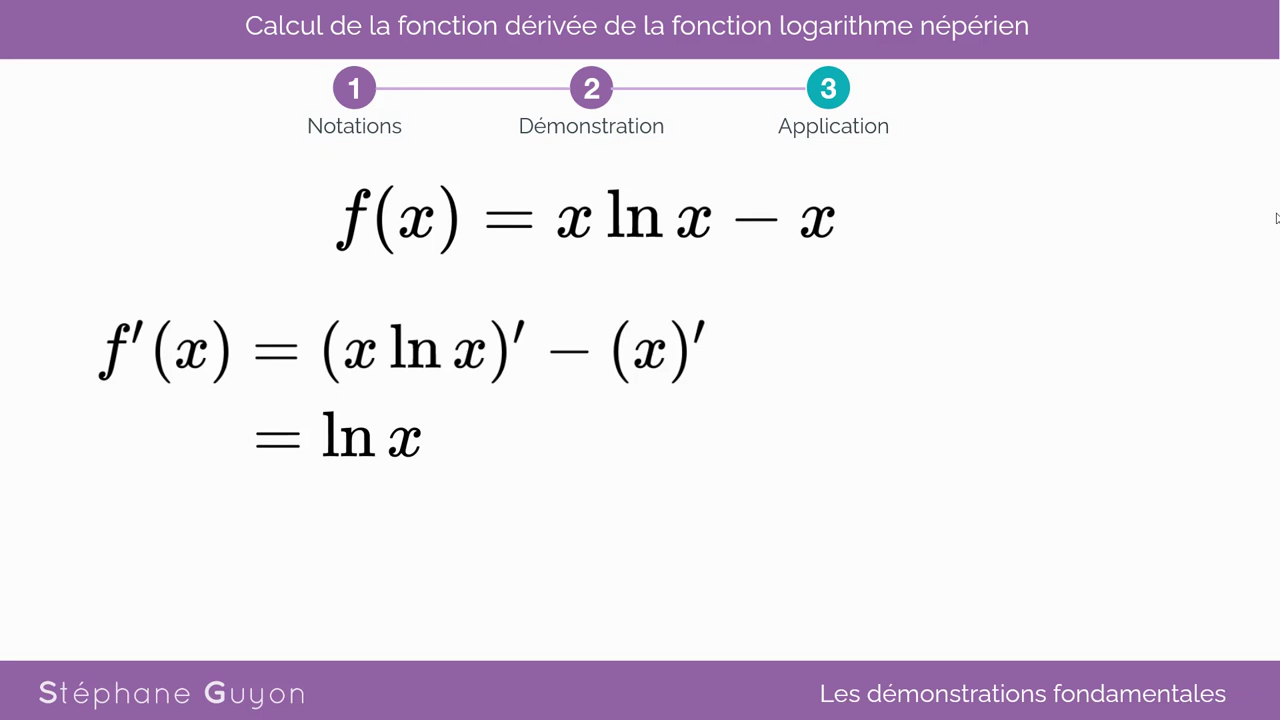 Calcul de la fonction dérivée de la fonction logarithme népérien
1 2 3
Notations Démonstration Application
f(x) = x ln x − x
f′(x) = (x ln x)′ − (x)′
= ln x
Stéphane Guyon
Les démonstrations fondamentales